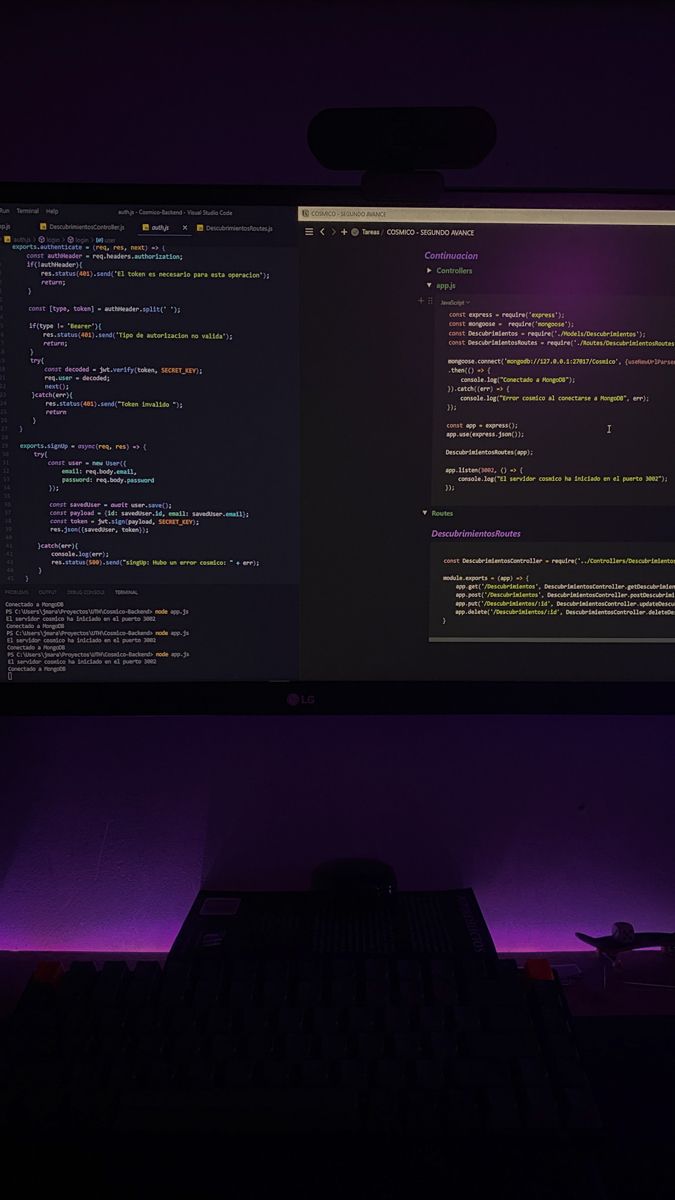 Run Terminal Help
auth.js - Cosmico-Backend - Visual Studio Code
DescubrimientosController.js
auth.js
DescubrimientosRoutes.js
auth.js > login > login > user
exports.authenticate = (req, res, next) => {
const authHeader = req.headers.authorization;
if(!authHeader){
res.status(401).send('El token es necesario para esta operacion');
return;
}
const [type, token] = authHeader.split(' ');
if(type != 'Bearer'){
res.status(401).send('Tipo de autorizacion no valida');
return;
}
try{
const decoded = jwt.verify(token, SECRET_KEY);
req.user = decoded;
next();
}catch(err){
res.status(401).send("Token invalido ");
return
}
}
exports.signUp = async(req, res) => {
try{
const user = new User({
email: req.body.email,
password: req.body.password
});
const savedUser = await user.save();
const payload = {id: savedUser.id, email: savedUser.email};
const token = jwt.sign(payload, SECRET_KEY);
res.json({savedUser, token});
}catch(err){
console.log(err);
res.status(500).send("singUp: Hubo un error cosmico: " + err);
}
}
PROBLEMS OUTPUT DEBUG CONSOLE TERMINAL
Conectado a MongoDB
PS C:\Users\jmara\Proyectos\UTH\Cosmico-Backend> node app.js
El servidor cosmico ha iniciado en el puerto 3002
Conectado a MongoDB
PS C:\Users\jmara\Proyectos\UTH\Cosmico-Backend> node app.js
El servidor cosmico ha iniciado en el puerto 3002
Conectado a MongoDB
PS C:\Users\jmara\Proyectos\UTH\Cosmico-Backend> node app.js
El servidor cosmico ha iniciado en el puerto 3002
Conectado a MongoDB
COSMICO - SEGUNDO AVANCE
Tareas / COSMICO - SEGUNDO AVANCE
Continuacion
Controllers
app.js
JavaScript
const express = require('express');
const mongoose = require('mongoose');
const Descubrimientos = require('./Models/Descubrimientos');
const DescubrimientosRoutes = require('./Routes/DescubrimientosRoutes
mongoose.connect('mongodb://127.0.0.1:27017/Cosmico', {useNewUrlParser
.then(() => {
console.log("Conectado a MongoDB");
}).catch((err) => {
console.log("Error cosmico al conectarse a MongoDB", err);
});
const app = express();
app.use(express.json());
DescubrimientosRoutes(app);
app.listen(3002, () => {
console.log("El servidor cosmico ha iniciado en el puerto 3002");
});
Routes
DescubrimientosRoutes
const DescubrimientosController = require('../Controllers/Descubrimientos
module.exports = (app) => {
app.get('/Descubrimientos', DescubrimientosController.getDescubrimien
app.post('/Descubrimientos', DescubrimientosController.postDescubrimi
app.put('/Descubrimientos/:id', DescubrimientosController.updateDescu
app.delete('/Descubrimientos/:id', DescubrimientosController.deleteDe
}
LG